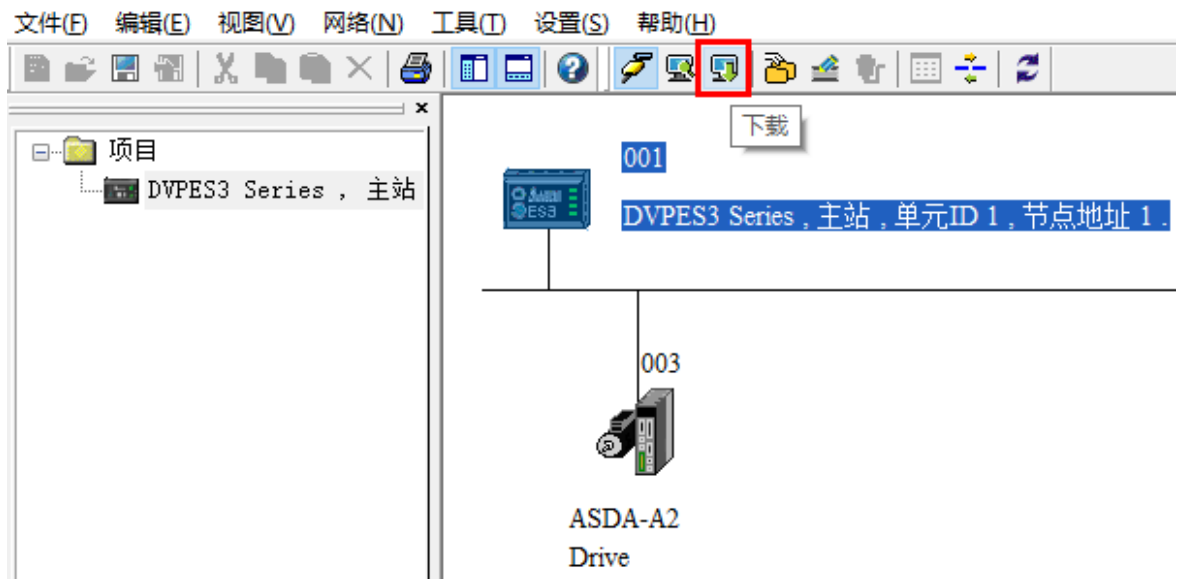 文件(F) 编辑(E) 视图(V) 网络(N) 工具(T) 设置(S) 帮助(H)
下载
项目
DVPES3 Series , 主站
001
ES3
DVPES3 Series , 主站 , 单元ID 1 , 节点地址 1 .
003
ASDA-A2
Drive